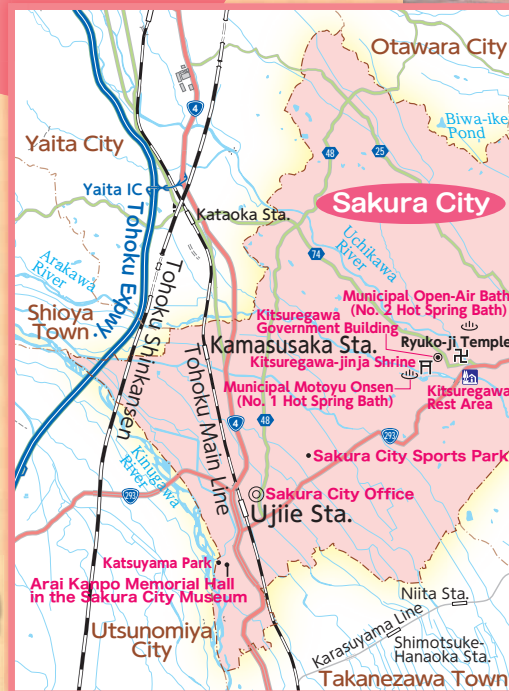 Otawara City
4
Biwa-ike
Pond
Yaita City
48
25
Yaita IC
Sakura City
Kataoka Sta.
Tohoku Expwy.
Uchikawa
River
Arakawa
River
74
Tohoku Shinkansen
Municipal Open-Air Bath
(No. 2 Hot Spring Bath)
Shioya
Town
Kitsuregawa
Government Building
Kamasusaka Sta.
Ryuko-ji Temple
Kitsuregawa-jinja Shrine
Tohoku Main Line
Municipal Motoyu Onsen
(No. 1 Hot Spring Bath)
Kitsuregawa
Rest Area
4
48
293
Sakura City Sports Park
Kinugawa
River
293
Sakura City Office
Ujiie Sta.
Katsuyama Park
Arai Kanpo Memorial Hall
in the Sakura City Museum
Niita Sta.
Utsunomiya
City
Karasuyama Line
Shimotsuke-
Hanaoka Sta.
Takanezawa Town